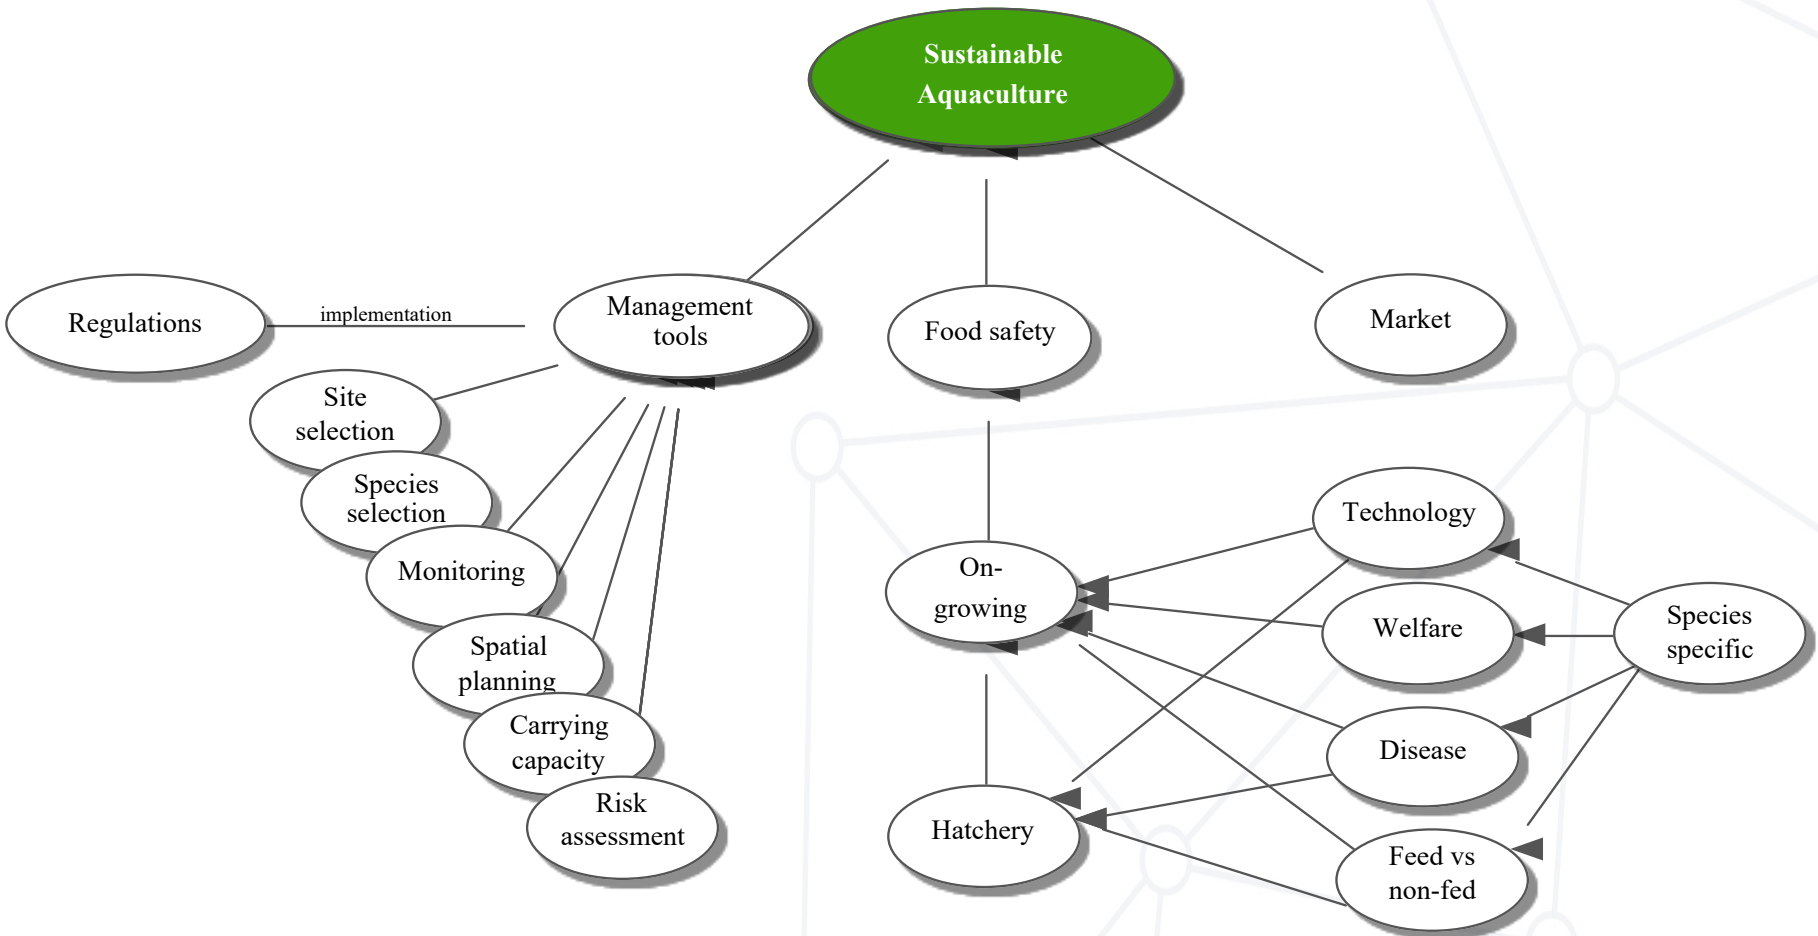 Sustainable
Aquaculture
Regulations
implementation
Management
tools
Food safety
Market
Site
selection
Species
selection
Monitoring
Spatial
planning
Carrying
capacity
Risk
assessment
On-
growing
Hatchery
Technology
Welfare
Disease
Feed vs
non-fed
Species
specific